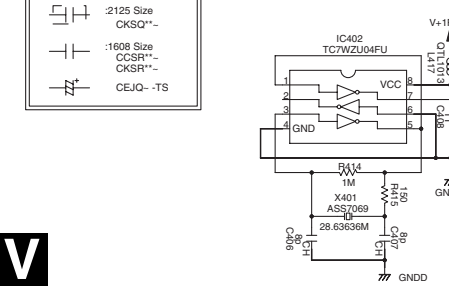 :2125 Size
CKSQ**~
:1608 Size
CCSR**~
CKSR**~
CEJQ~ -TS
V
IC402
TC7WZU04FU
1
2
3
4
GND
VCC
8
7
6
5
V+1
QTL1013
L417
C408
R414
1M
X401
ASS7069
28.63636M
R415
150
C406
8p
CH
C407
8p
CH
GN
GNDD